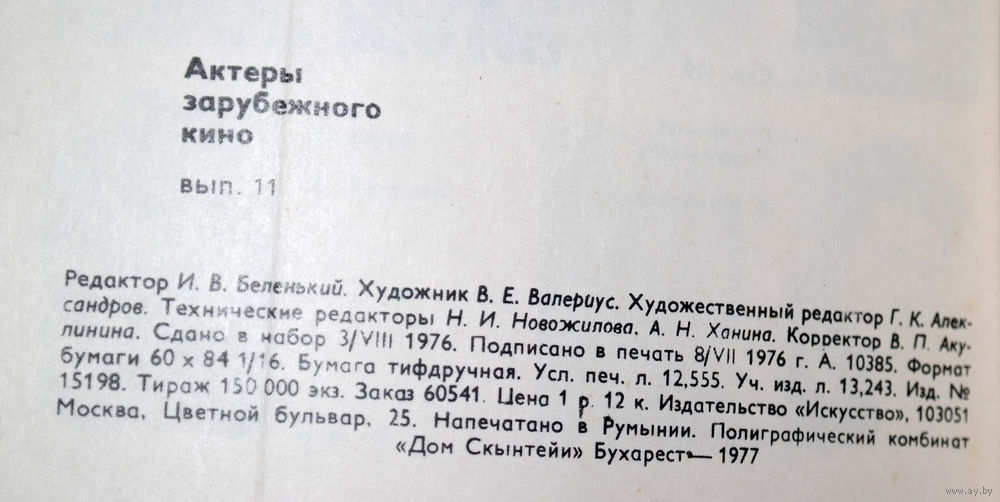 Актеры
зарубежного
кино
вып. 11
Редактор И. В. Беленький. Художник В. Е. Валериус. Художественный редактор Г. К. Алек-
сандров. Технические редакторы Н. И. Новожилова, А. Н. Ханина. Корректор В. П. Аку-
линина. Сдано в набор 3/VIII 1976. Подписано в печать 8/VII 1976 г. А. 10385. Формат
бумаги 60 х 84 1/16. Бумага тифдручная. Усл. печ. л. 12,555. Уч. изд. л. 13,243. Изд. №
15198. Тираж 150 000 экз. Заказ 60541. Цена 1 р. 12 к. Издательство «Искусство», 103051
Москва, Цветной бульвар, 25. Напечатано в Румынии. Полиграфический комбинат
«Дом Скынтейи» Бухарест — 1977
www.ay.by